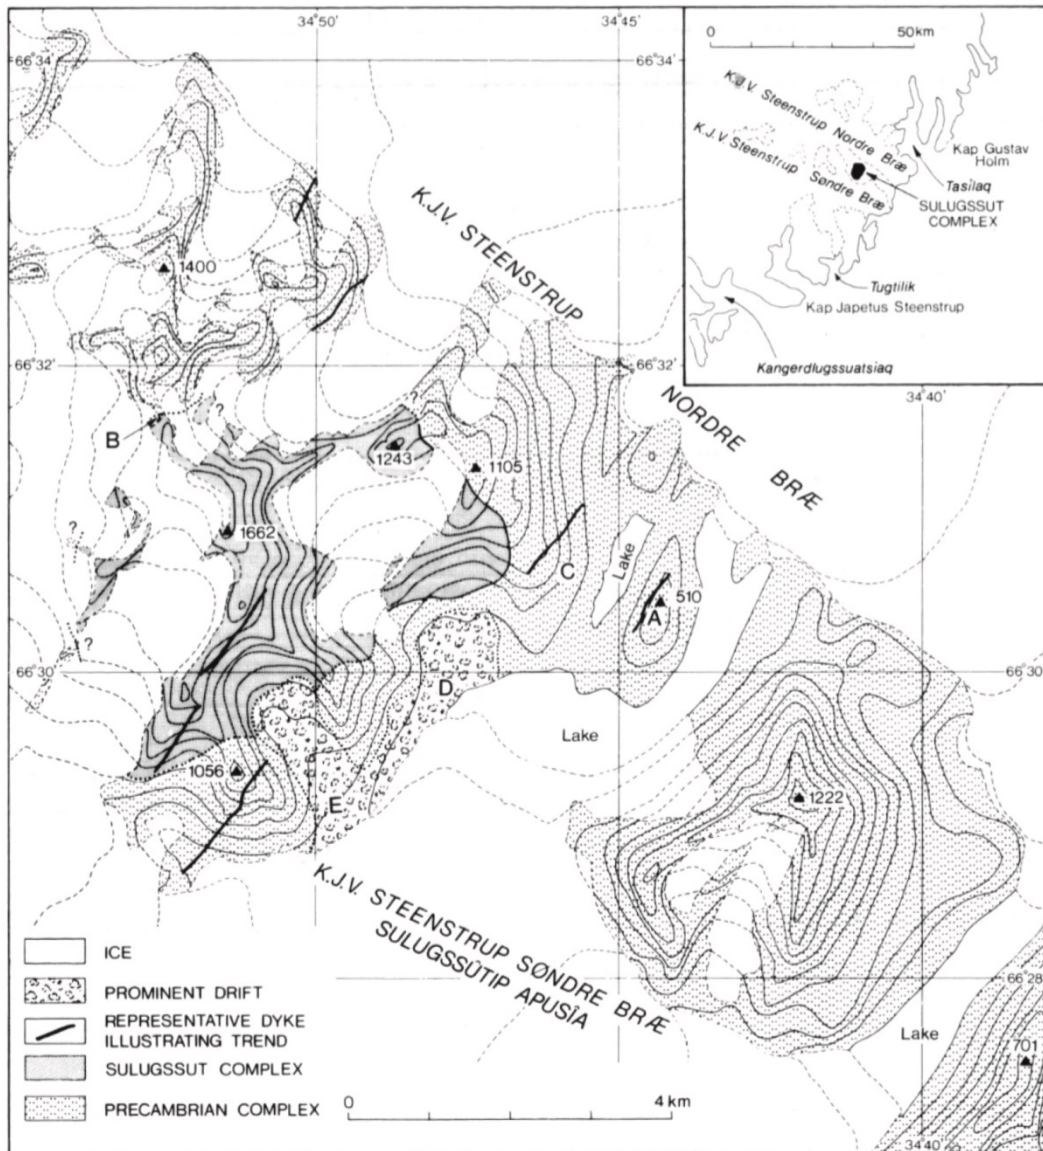 34°50'
34°45'
66°34'
66°34'
0 50km
K.J.V. Steenstrup Nordre Bræ
K.J.V. Steenstrup Søndre Bræ
Kap Gustav
Holm
Tasîlaq
SULUGSSUT
COMPLEX
Tugtilik
Kap Japetus Steenstrup
Kangerdlugssuatsiaq
K.J.V. STEENSTRUP
NORDRE BRÆ
1400
66°32'
66°32'
34°40'
B
?
?
1243
1105
?
1662
C
Lake
510
A
?
66°30'
66°30'
D
Lake
1056
E
1222
K.J.V. STEENSTRUP SØNDRE BRÆ
SULUGSSÛTIP APUSÎA
66°28'
Lake
701
ICE
PROMINENT DRIFT
REPRESENTATIVE DYKE
ILLUSTRATING TREND
SULUGSSUT COMPLEX
PRECAMBRIAN COMPLEX
0 4 km
34°40'